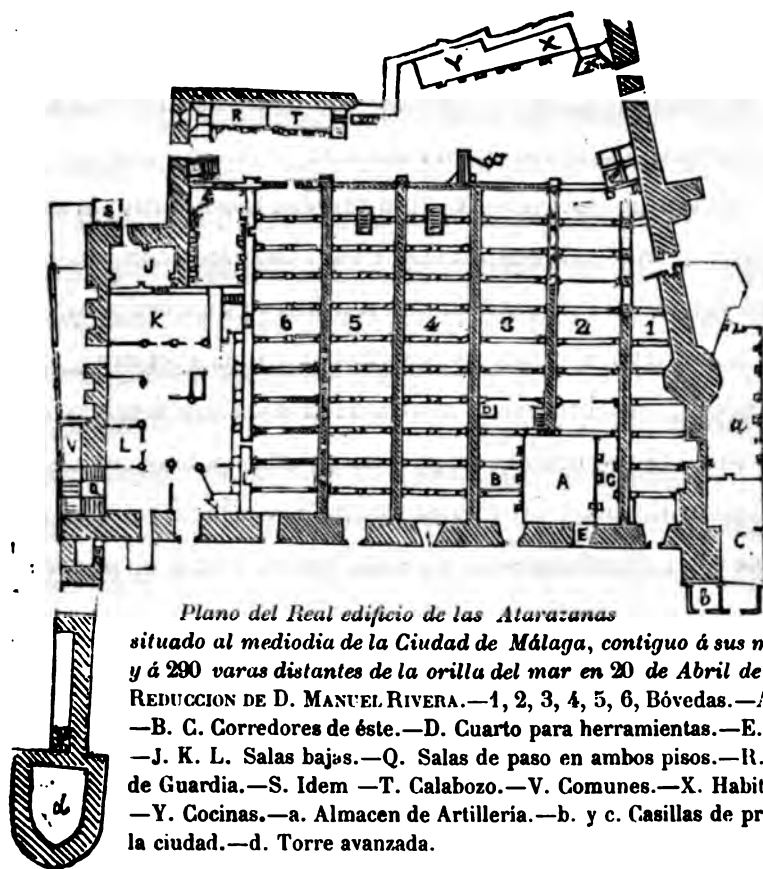 Y X
R T
S
J
K
6 5 4 3 2 1
a
V L
Q
D
B A C
E
C
b
d
Plano del Real edificio de las Atarazanas
situado al mediodia de la Ciudad de Málaga, contiguo á sus m
y á 290 varas distantes de la orilla del mar en 20 de Abril de
REDUCCION DE D. MANUEL RIVERA.—1, 2, 3, 4, 5, 6, Bóvedas.—A
—B. C. Corredores de éste.—D. Cuarto para herramientas.—E.
—J. K. L. Salas bajas.—Q. Salas de paso en ambos pisos.—R.
de Guardia.—S. Idem —T. Calabozo.—V. Comunes.—X. Habit
—Y. Cocinas.—a. Almacen de Artillería.—b. y c. Casillas de pr
la ciudad.—d. Torre avanzada.